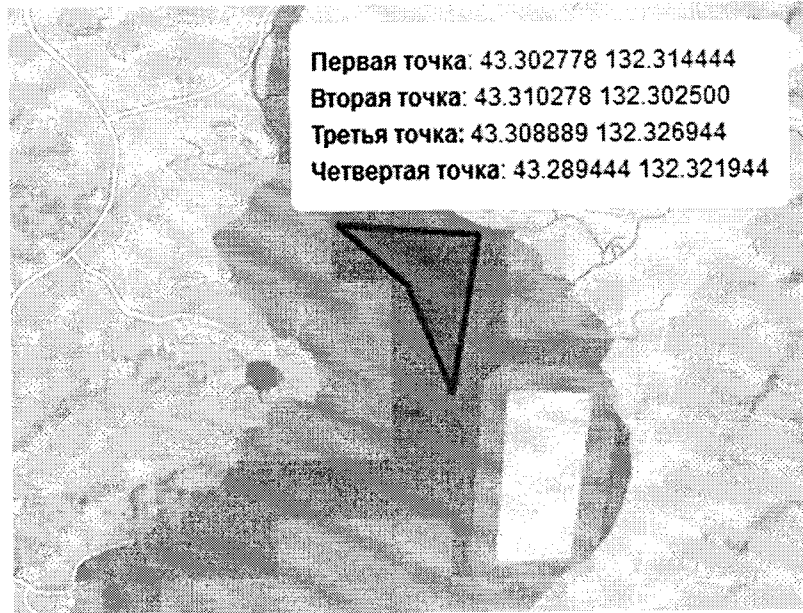 Первая точка: 43.302778 132.314444
Вторая точка: 43.310278 132.302500
Третья точка: 43.308889 132.326944
Четвертая точка: 43.289444 132.321944